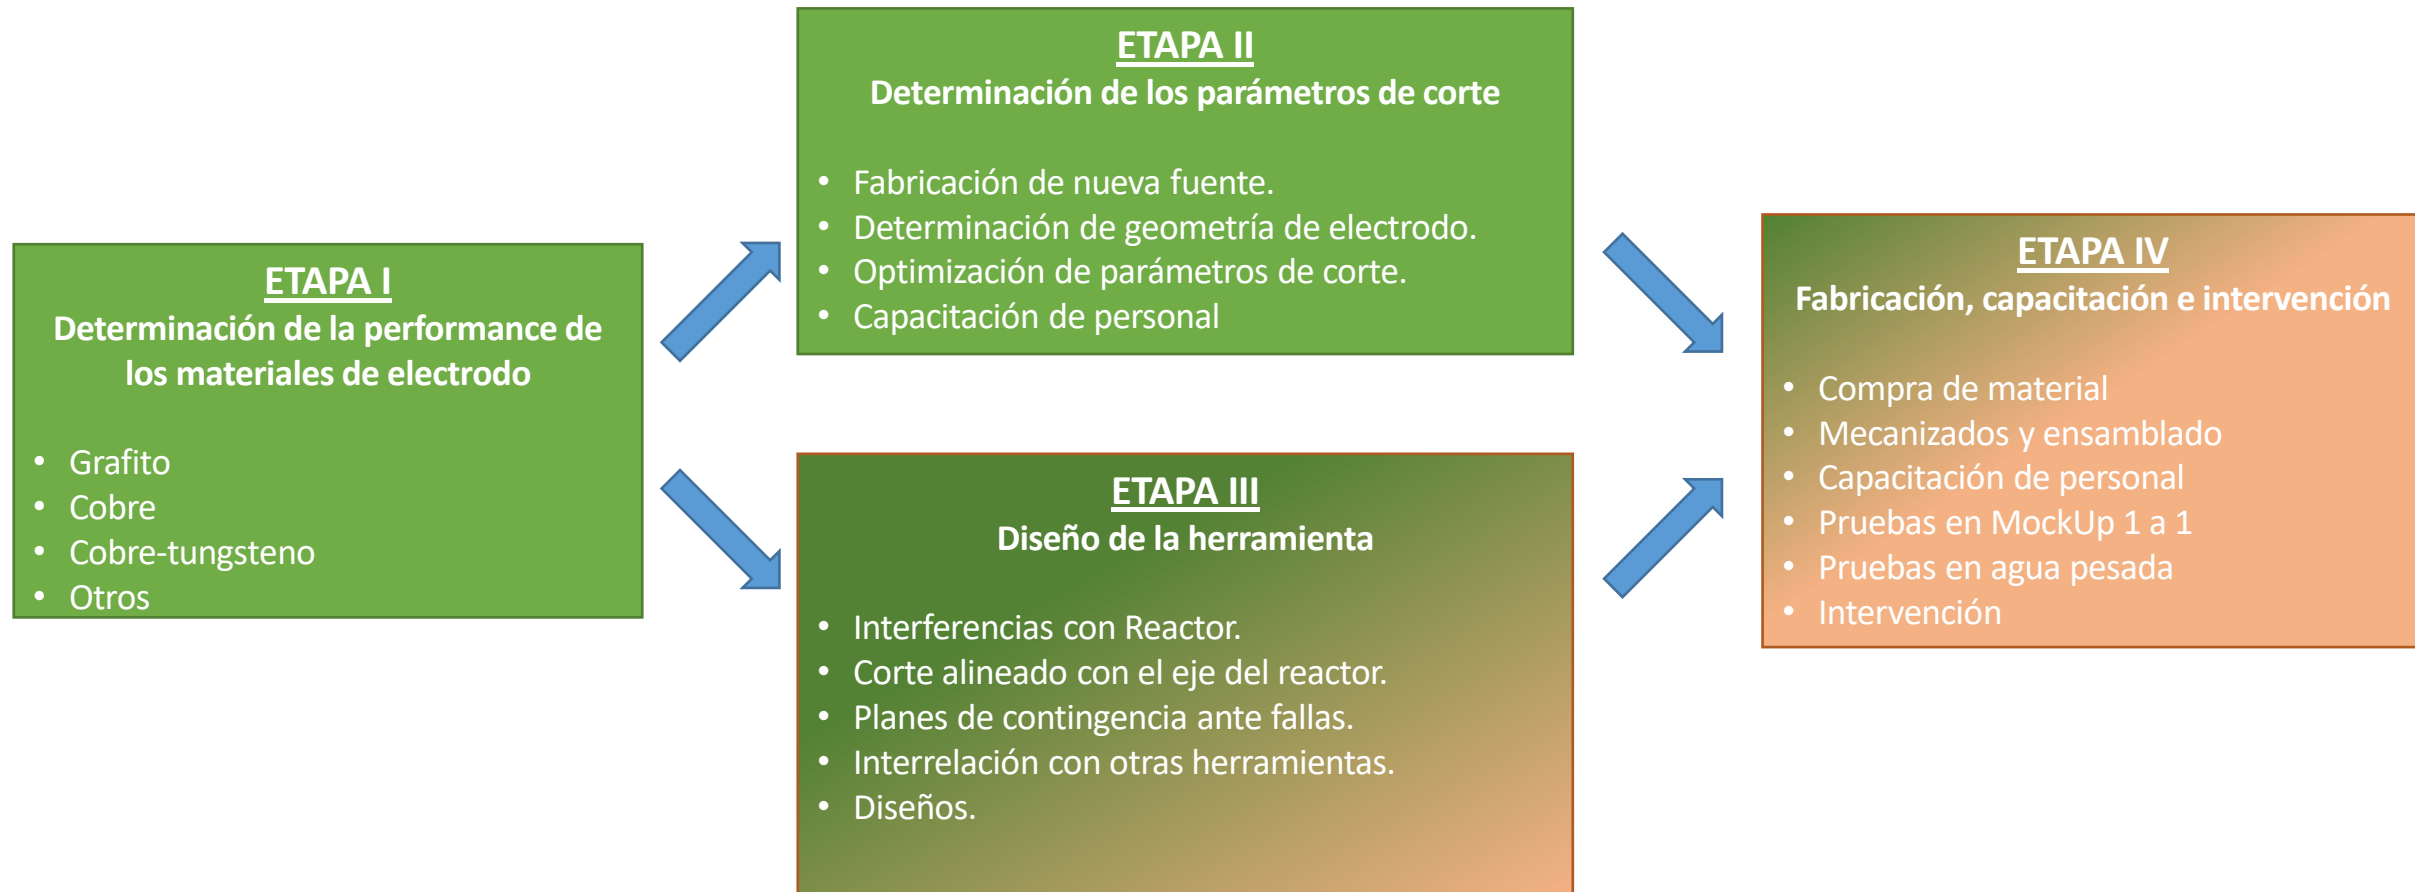 ETAPA I
Determinación de la performance de
los materiales de electrodo
• Grafito
• Cobre
• Cobre-tungsteno
• Otros
ETAPA II
Determinación de los parámetros de corte
• Fabricación de nueva fuente.
• Determinación de geometría de electrodo.
• Optimización de parámetros de corte.
• Capacitación de personal
ETAPA III
Diseño de la herramienta
• Interferencias con Reactor.
• Corte alineado con el eje del reactor.
• Planes de contingencia ante fallas.
• Interrelación con otras herramientas.
• Diseños.
ETAPA IV
Fabricación, capacitación e intervención
• Compra de material
• Mecanizados y ensamblado
• Capacitación de personal
• Pruebas en MockUp 1 a 1
• Pruebas en agua pesada
• Intervención